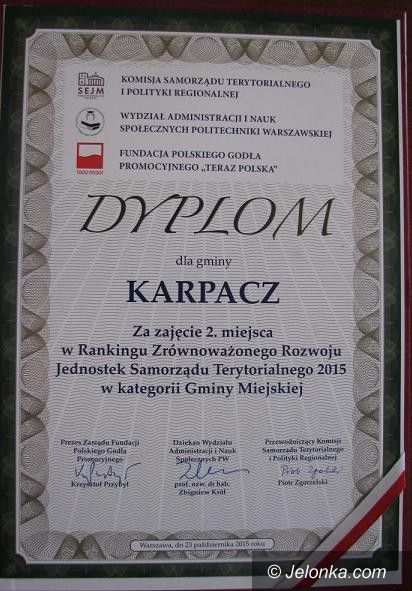 SEJM
KOMISJA SAMORZĄDU TERYTORIALNEGO
I POLITYKI REGIONALNEJ
WYDZIAŁ ADMINISTRACJI I NAUK
SPOŁECZNYCH POLITECHNIKI WARSZAWSKIEJ
TERAZ POLSKA
FUNDACJA POLSKIEGO GODŁA
PROMOCYJNEGO „TERAZ POLSKA”
DYPLOM
dla gminy
KARPACZ
Za zajęcie 2. miejsca
w Rankingu Zrównoważonego Rozwoju
Jednostek Samorządu Terytorialnego 2015
w kategorii Gminy Miejskiej
Prezes Zarządu Fundacji
Polskiego Godła
Promocyjnego
Krzysztof Przybył
Dziekan Wydziału
Administracji i Nauk
Społecznych PW
prof. nzw. dr hab.
Zbigniew Król
Przewodniczący Komisji
Samorządu Terytorialnego
i Polityki Regionalnej
Piotr Zgorzelski
Warszawa, dn 23 października 2015 roku
© Jelonka.com